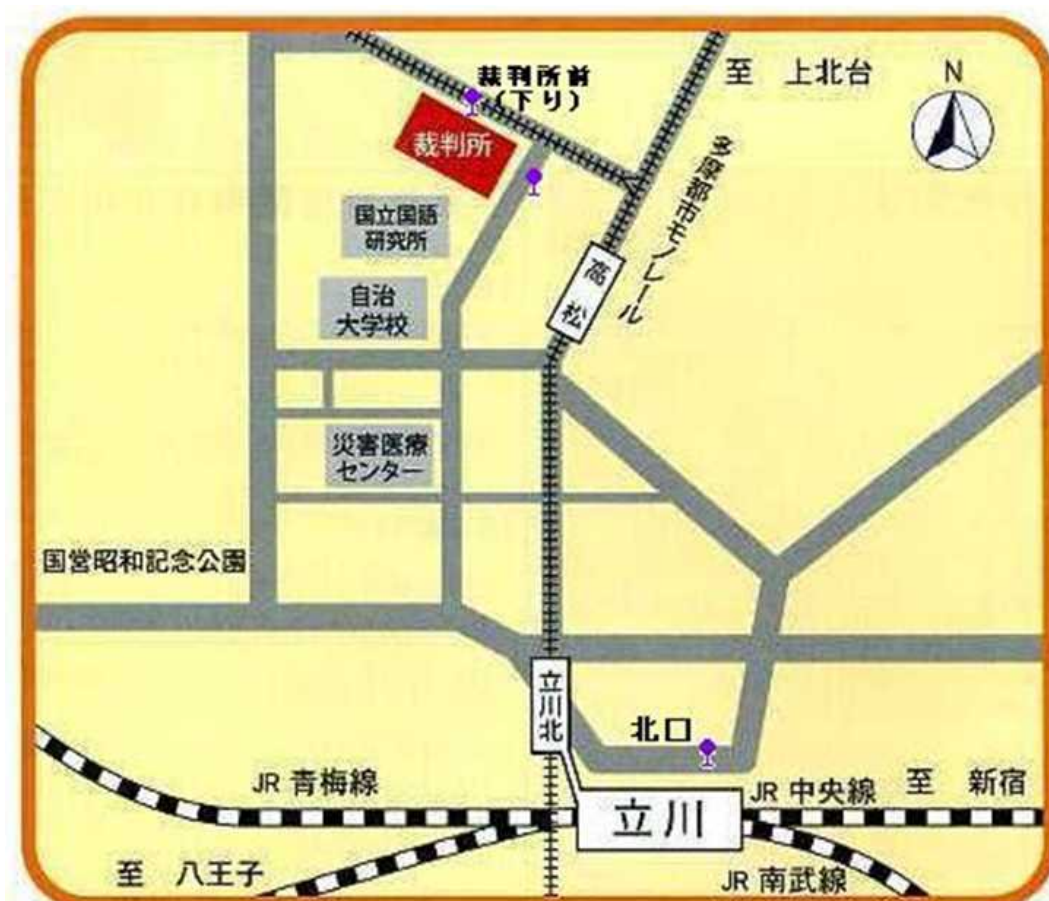 裁判所前
(下り)
至 上北台
N
裁判所
多摩都市モノレール
国立国語
研究所
高松
自治
大学校
災害医療
センター
国営昭和記念公園
立川北
北口
JR 青梅線
立川
JR 中央線 至 新宿
至 八王子
JR 南武線